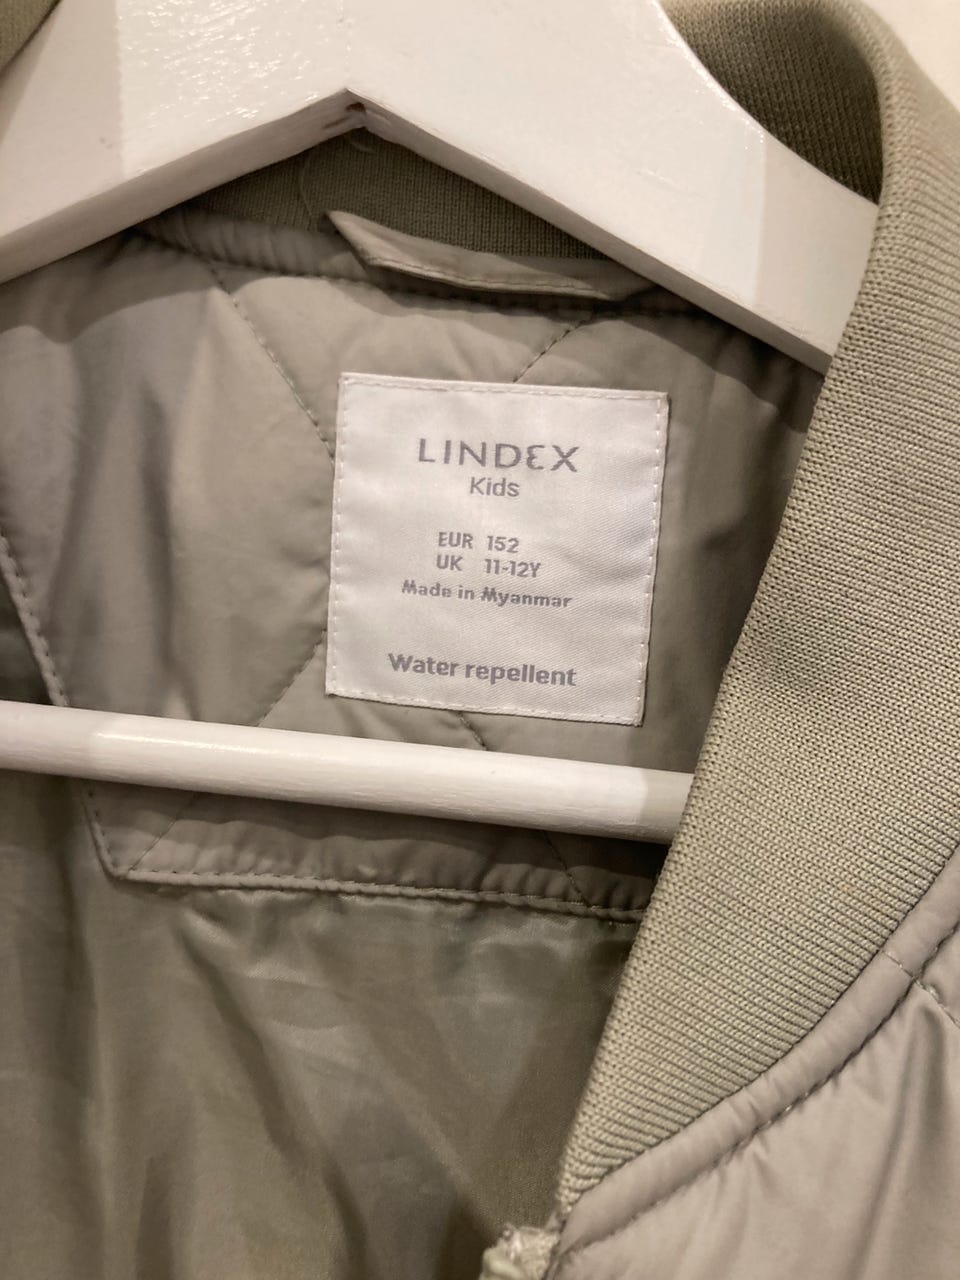 LINDEX
Kids
EUR 152
UK 11-12Y
Made in Myanmar
Water repellent